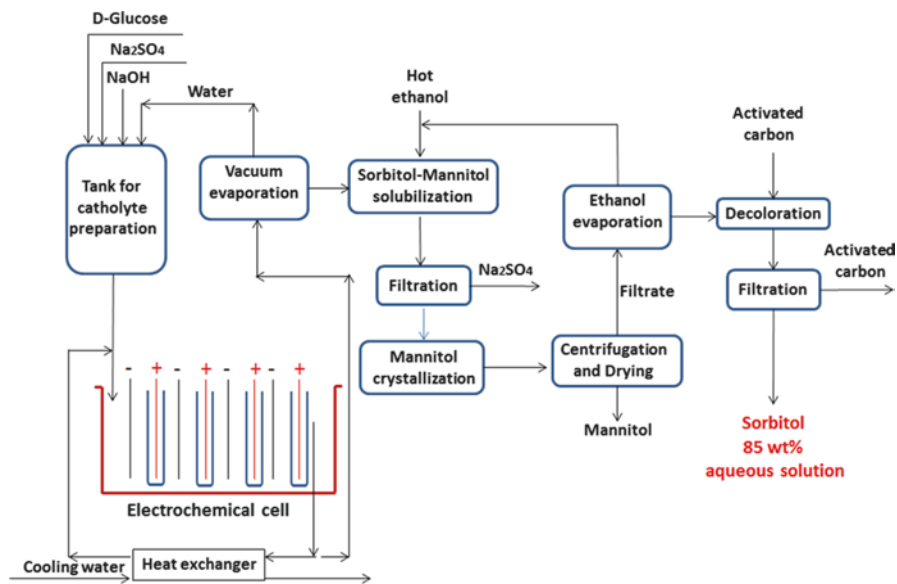 D-Glucose
Na2SO4
NaOH
Water
Tank for
catholyte
preparation
Vacuum
evaporation
Hot
ethanol
Sorbitol-Mannitol
solubilization
Filtration
Na2SO4
Mannitol
crystallization
Ethanol
evaporation
Filtrate
Centrifugation
and Drying
Mannitol
Activated
carbon
Decoloration
Filtration
Activated
carbon
Sorbitol
85 wt%
aqueous solution
- + - + - + - +
Electrochemical cell
Cooling water
Heat exchanger